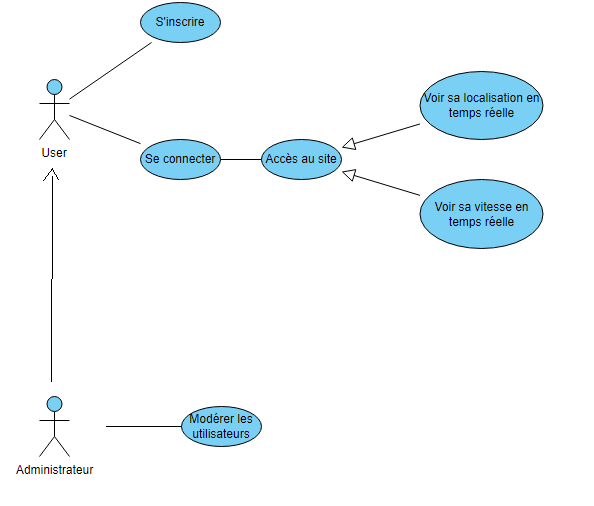 S'inscrire
User
Se connecter
Accès au site
Voir sa localisation en
temps réelle
Voir sa vitesse en
temps réelle
Modérer les
utilisateurs
Administrateur